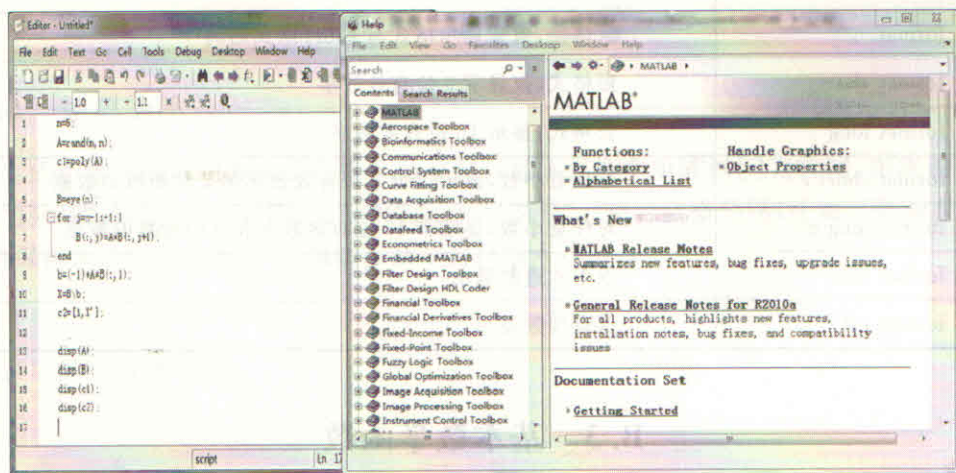 Editor - Untitled*
File Edit Text Go Cell Tools Debug Desktop Window Help
- 1.0 + ÷ 1.1 ×
1 n=6;
2 A=rand(n, n);
3 c1=poly(A);
4
5 B=eye(n);
6 for j=n-1:-1:1
7 B(:, j)=A*B(:, j+1);
8 end
9 b=(-1)*A*B(:, 1);
10 X=B\b;
11 c2=[1, X'];
12
13 disp(A);
14 disp(B);
15 disp(c1);
16 disp(c2);
17
script Ln 17
Help
File Edit View Go Favorites Desktop Window Help
Search
Contents Search Results
MATLAB
Aerospace Toolbox
Bioinformatics Toolbox
Communications Toolbox
Control System Toolbox
Curve Fitting Toolbox
Data Acquisition Toolbox
Database Toolbox
Datafeed Toolbox
Econometrics Toolbox
Embedded MATLAB
Filter Design Toolbox
Filter Design HDL Coder
Financial Toolbox
Financial Derivatives Toolbox
Fixed-Income Toolbox
Fixed-Point Toolbox
Fuzzy Logic Toolbox
Global Optimization Toolbox
Image Acquisition Toolbox
Image Processing Toolbox
Instrument Control Toolbox
MATLAB
MATLAB®
Functions:
By Category
Alphabetical List
Handle Graphics:
Object Properties
What's New
MATLAB Release Notes
Summarizes new features, bug fixes, upgrade issues,
etc.
General Release Notes for R2010a
For all products, highlights new features,
installation notes, bug fixes, and compatibility
issues
Documentation Set
Getting Started